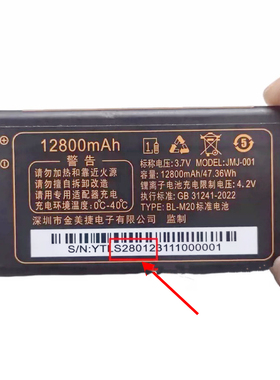 12800mAh
警告
请勿加热和靠近火源
请勿擅自拆卸改造
请用专用适配器充电
充电环境温度:0C-40℃
标称电压:3.7V MODEL:JMJ-001
容量:12800mAh/47.36Wh
锂离子电池充电限制电压:4.2V
执行标准:GB 31241-2022
TYPE:BL-M20标准电池
深圳市金美捷电子有限公司 监制
S/N:YTLS280123111000001